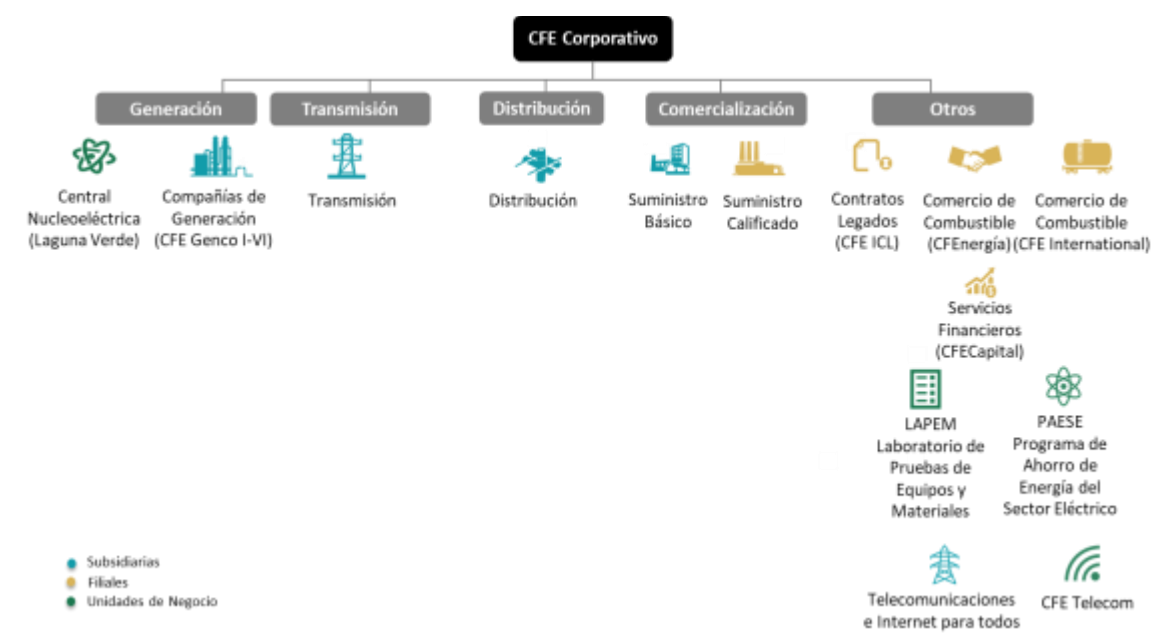 CFE Corporativo
Generación
Transmisión
Distribución
Comercialización
Otros
Central
Nucleoeléctrica
(Laguna Verde)
Compañías de
Generación
(CFE Genco I-VI)
Transmisión
Distribución
Suministro
Básico
Suministro
Calificado
Contratos
Legados
(CFE ICL)
Comercio de
Combustible
(CFEnergía)
Comercio de
Combustible
(CFE International)
Servicios
Financieros
(CFECapital)
LAPEM
Laboratorio de
Pruebas de
Equipos y
Materiales
PAESE
Programa de
Ahorro de
Energía del
Sector Eléctrico
Telecomunicaciones
e Internet para todos
CFE Telecom
Subsidiarias
Filiales
Unidades de Negocio